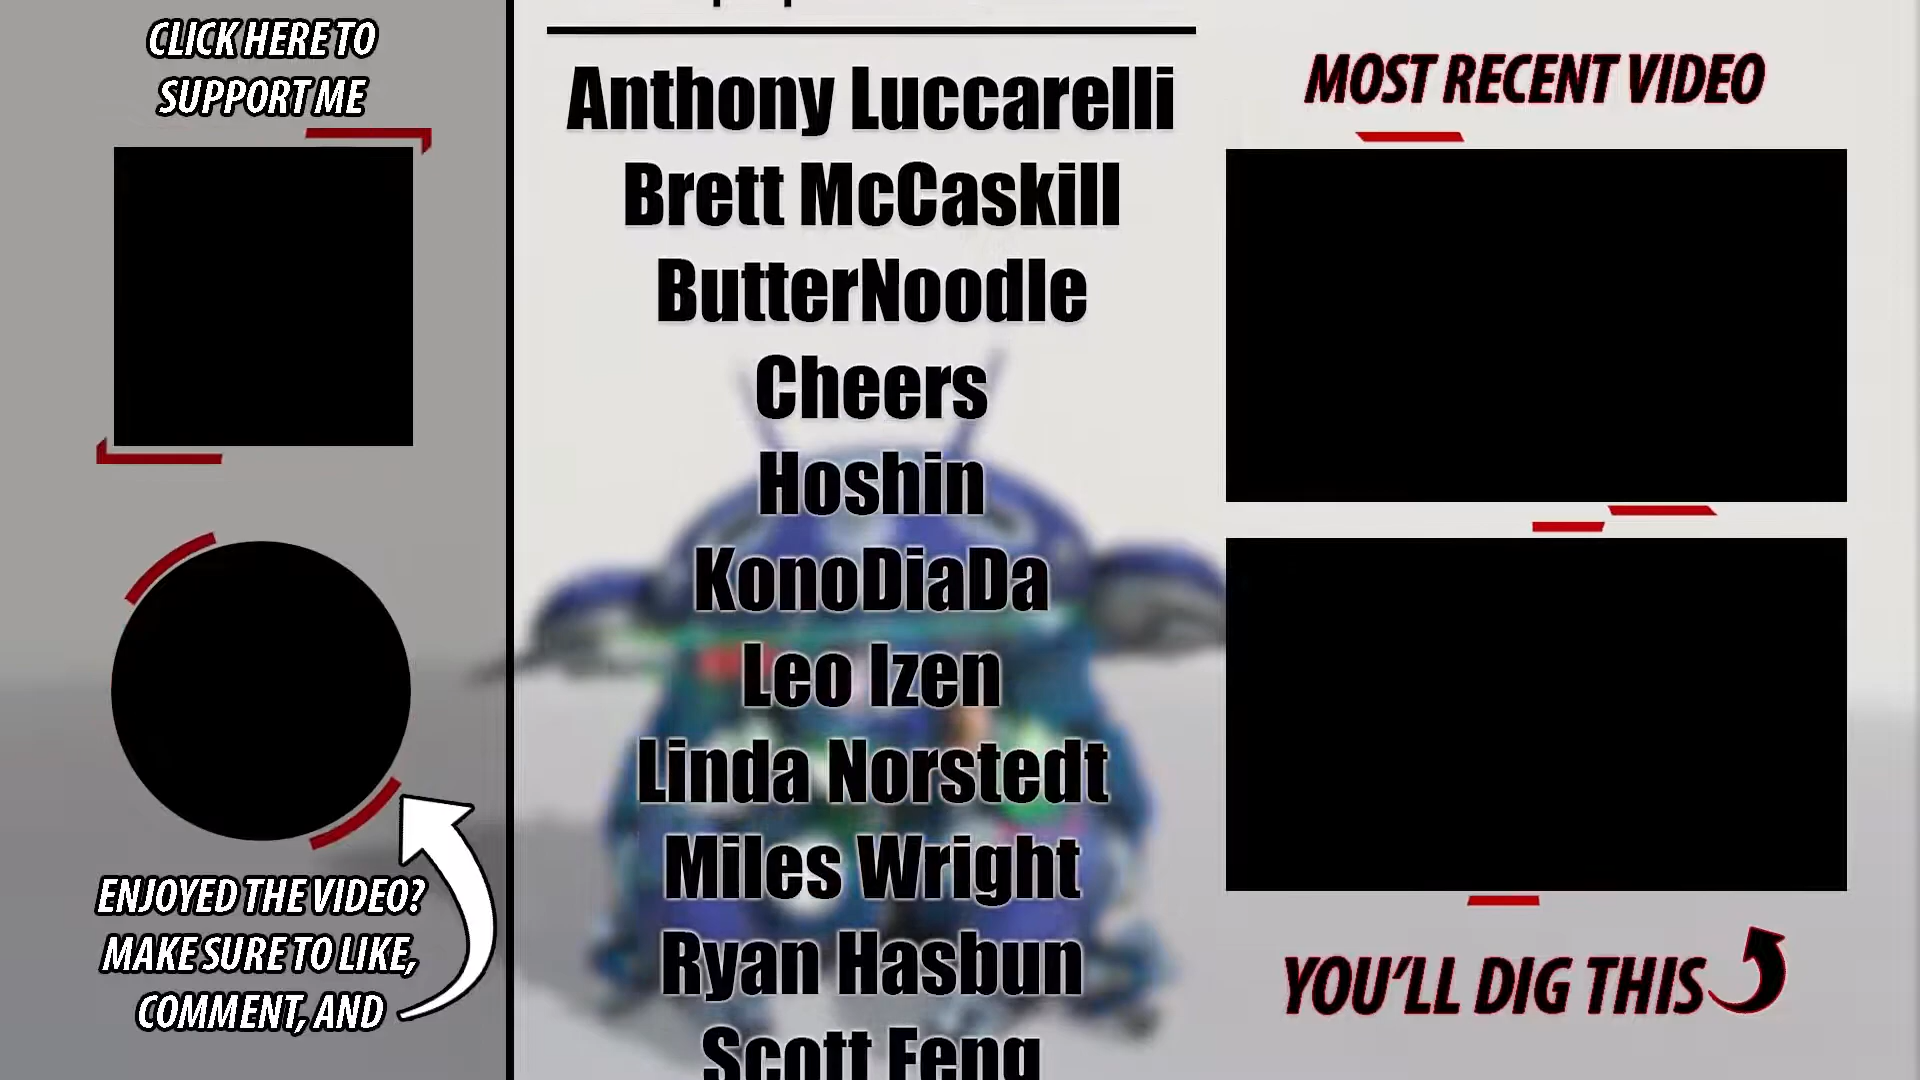 CLICK HERE TO
SUPPORT ME
ENJOYED THE VIDEO?
MAKE SURE TO LIKE,
COMMENT, AND
Anthony Luccarelli
Brett McCaskill
ButterNoodle
Cheers
Hoshin
KonoDiaDa
Leo Izen
Linda Norstedt
Miles Wright
Ryan Hasbun
Scott Feng
MOST RECENT VIDEO
YOU'LL DIG THIS